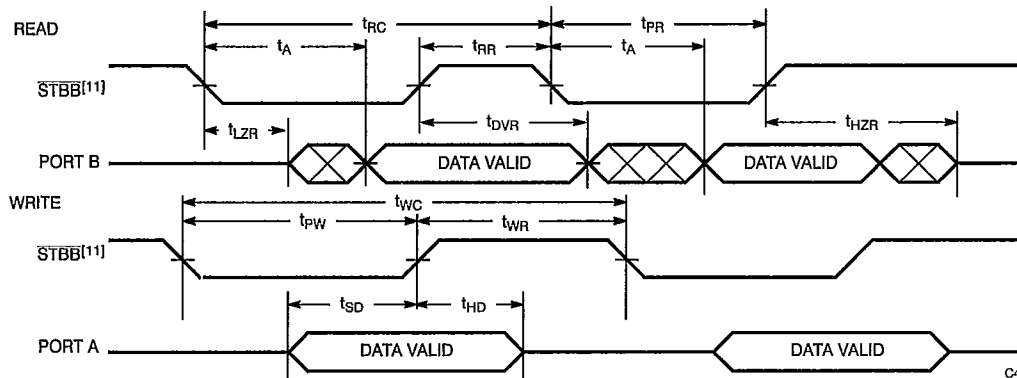 READ
tRC
tPR
tA
tRR
tA
STBB[11]
tLZR
tDVR
tHZR
PORT B
DATA VALID
DATA VALID
WRITE
tWC
tPW
tWR
STBB[11]
tSD
tHD
PORT A
DATA VALID
DATA VALID
C4